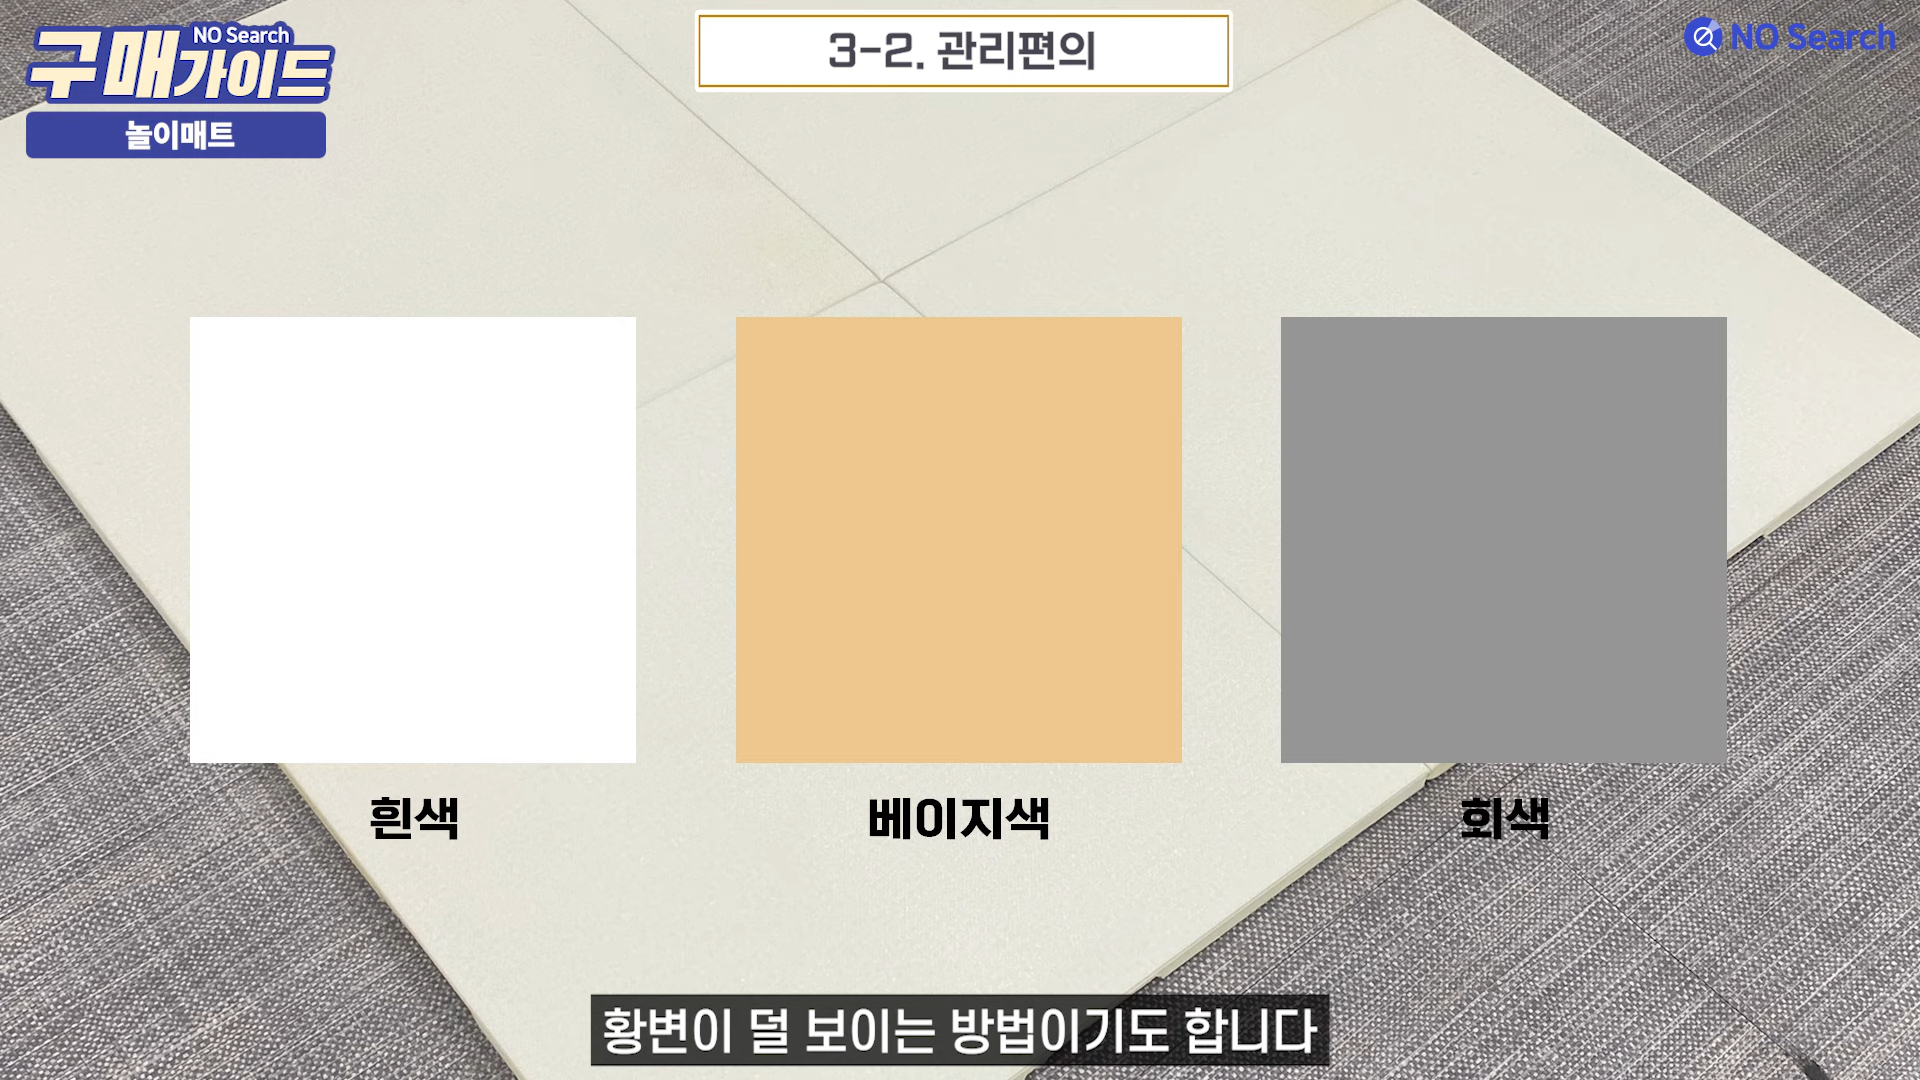 NO Search
구매가이드
놀이매트
3-2. 관리편의
NO Search
흰색
베이지색
회색
황변이 덜 보이는 방법이기도 합니다